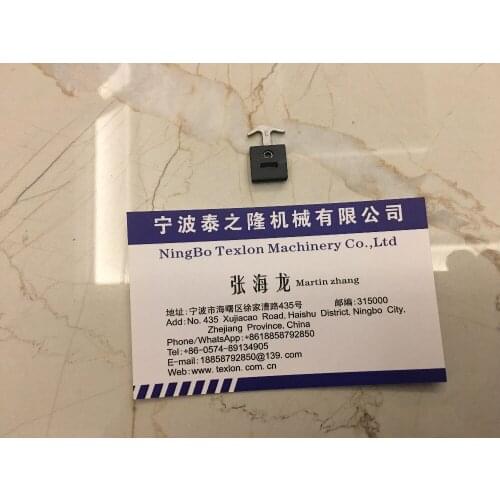 宁波泰之隆机械有限公司
NingBo Texlon Machinery Co.,Ltd
张海龙 Martin zhang
地址:宁波市海曙区徐家漕路435号 邮编:315000
Add:No. 435 Xujiacao Road, Haishu District, Ningbo City,
Zhejiang Province, China
Phone/WhatsApp:+8618858792850
Tel:+86-0574-89134905
E-mail:18858792850@139.com
Web:www.texlon.com.cn